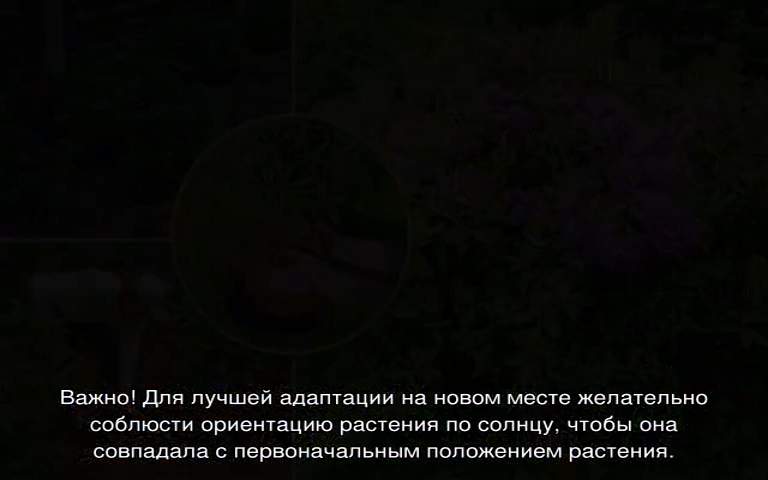 Важно! Для лучшей адаптации на новом месте желательно
соблюсти ориентацию растения по солнцу, чтобы она
совпадала с первоначальным положением растения.